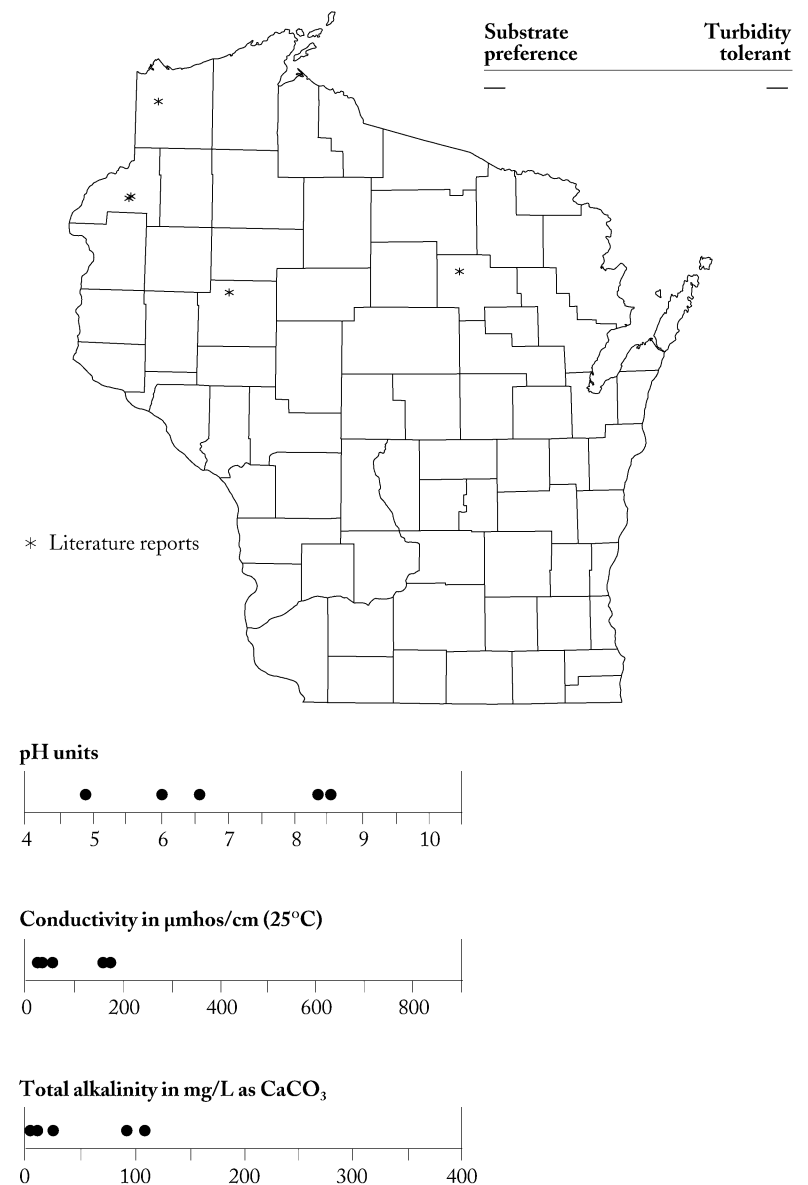 Substrate preference Turbidity tolerant
— —
* Literature reports
pH units
4 5 6 7 8 9 10
Conductivity in µmhos/cm (25°C)
0 200 400 600 800
Total alkalinity in mg/L as CaCO₃
0 100 200 300 400